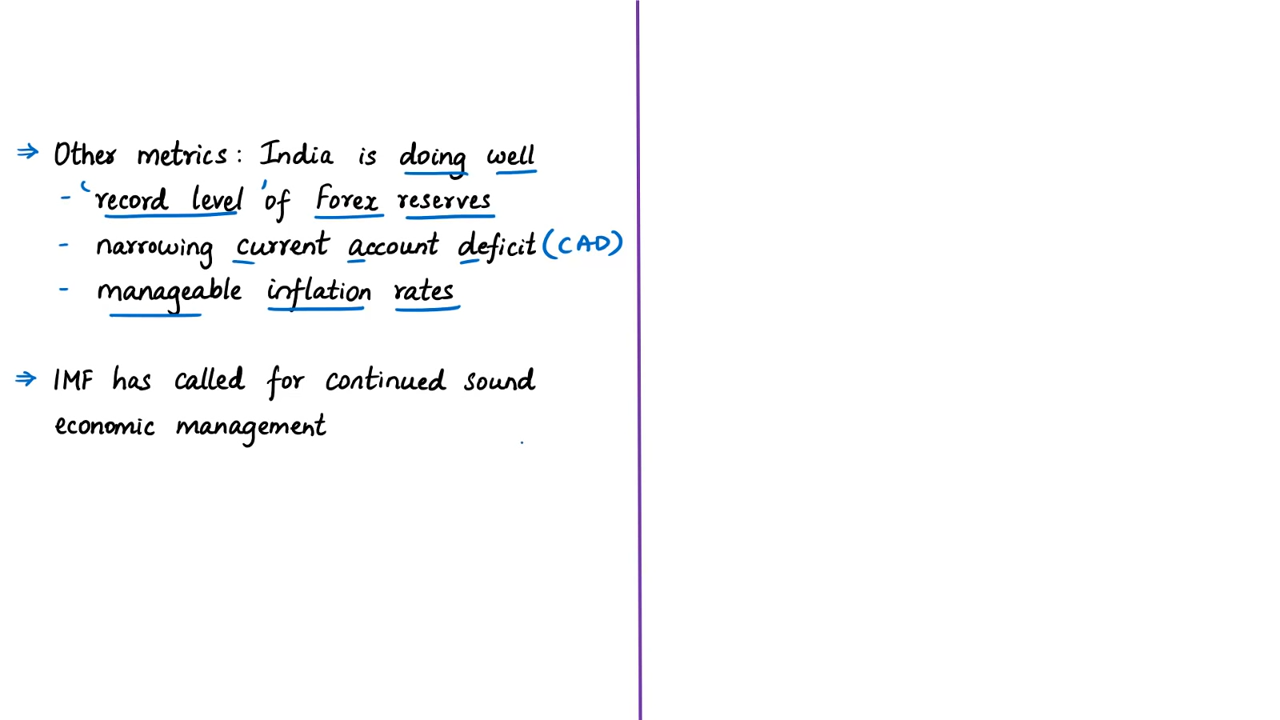 ⇒ Other metrics: India is doing well
- 'record level' of Forex reserves
- narrowing current account deficit (CAD)
- manageable inflation rates
⇒ IMF has called for continued sound
economic management